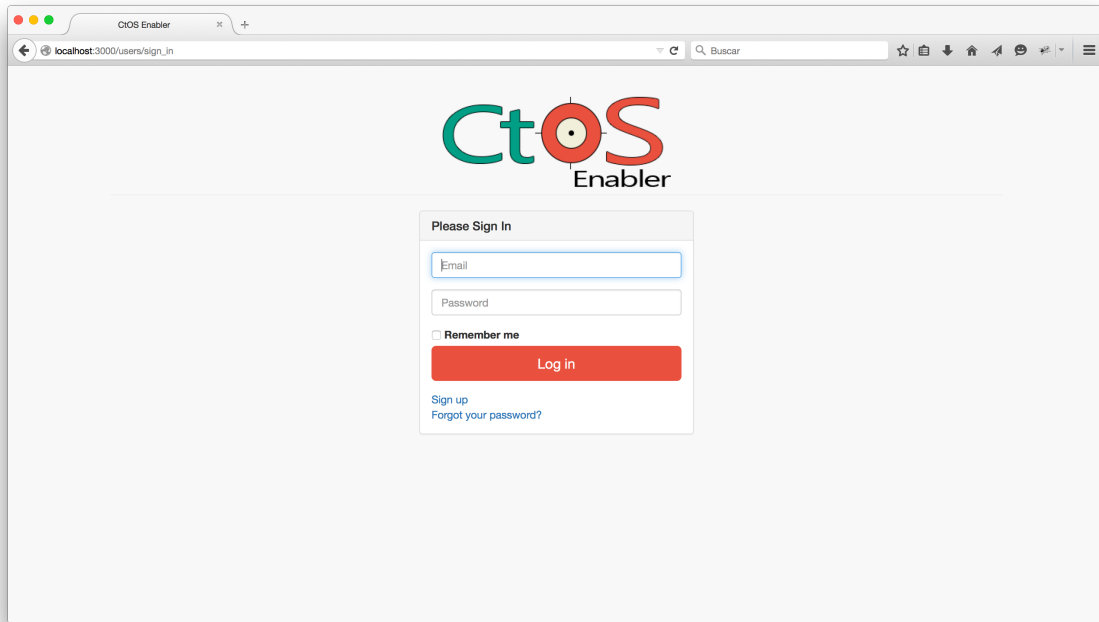 CtOS Enabler
localhost:3000/users/sign_in
Buscar
CtOS
Enabler
Please Sign In
Email
Password
Remember me
Log in
Sign up
Forgot your password?